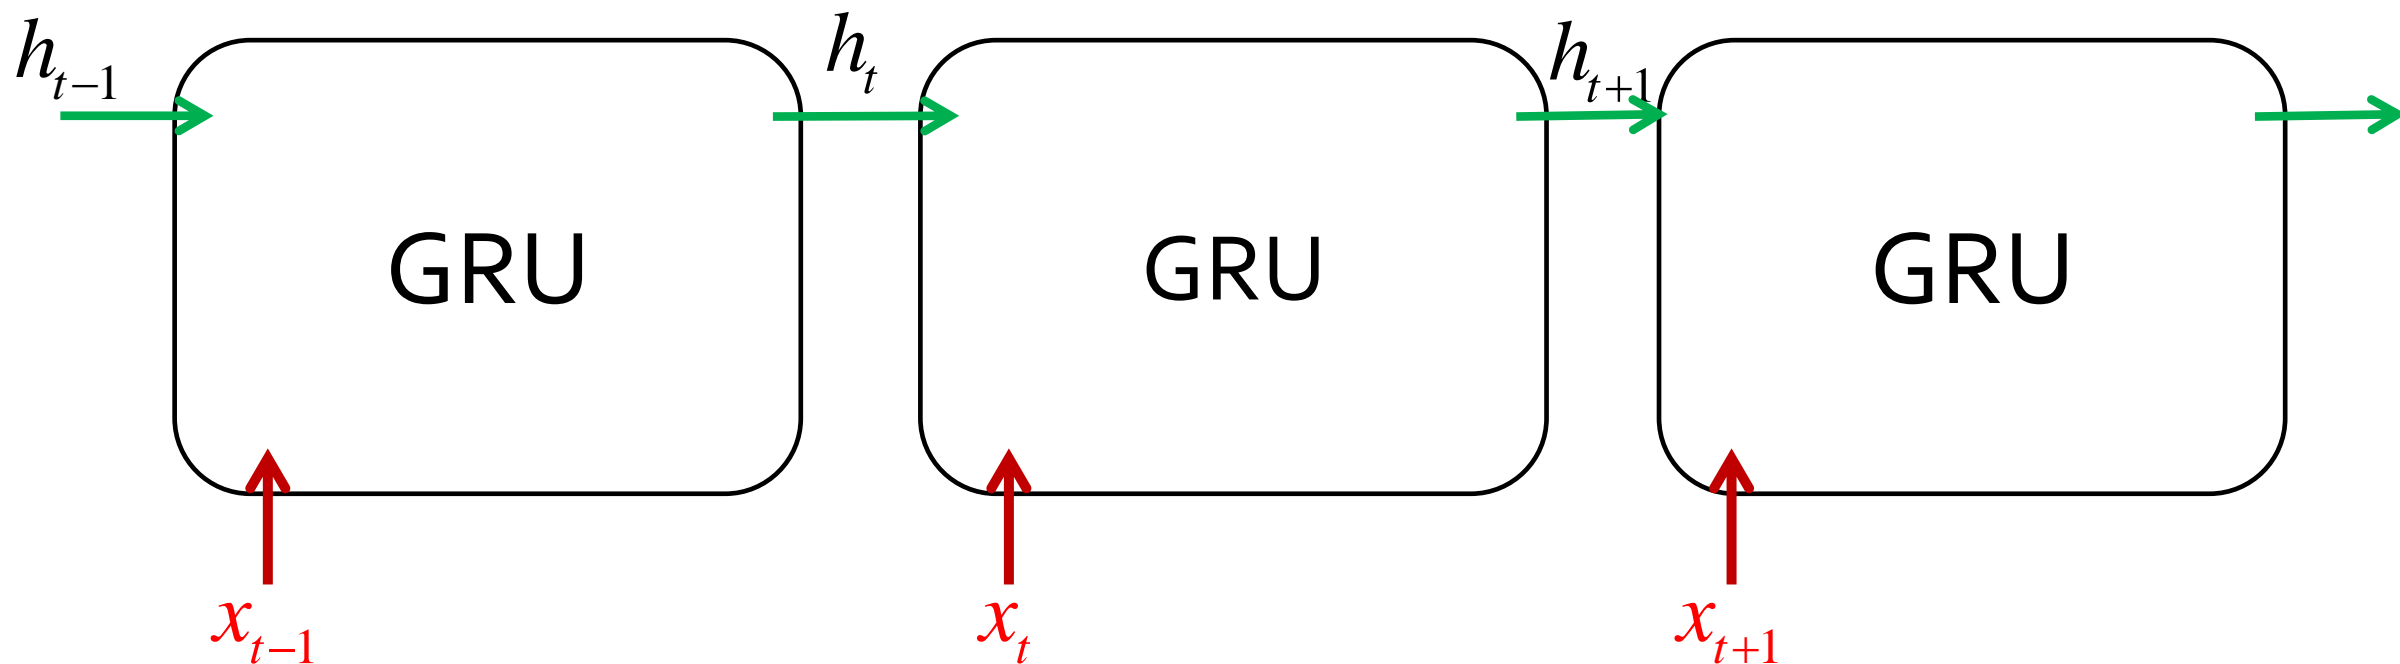 h_{t-1} h_t h_{t+1}
GRU GRU GRU
x_{t-1} x_t x_{t+1}